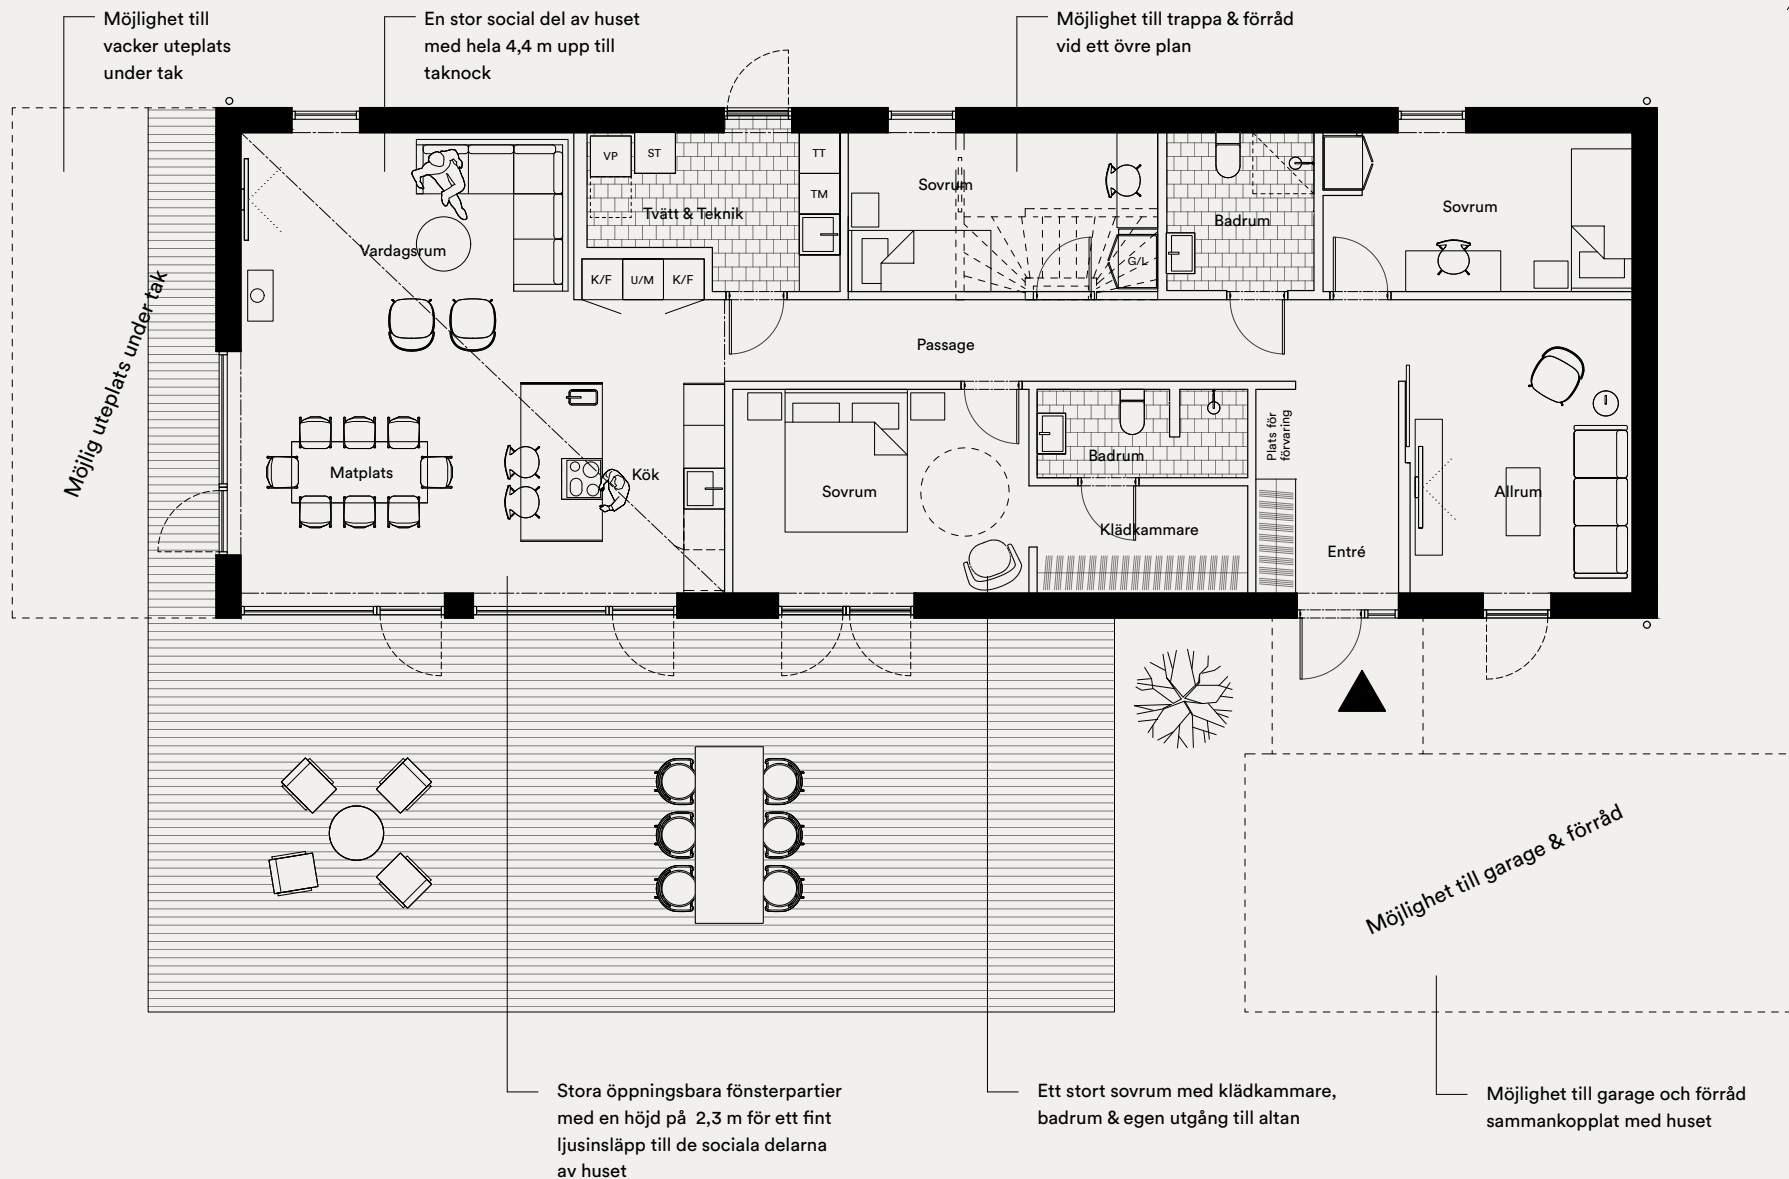 Möjlighet till
vacker uteplats
under tak
En stor social del av huset
med hela 4,4 m upp till
taknock
Möjlighet till trappa & förråd
vid ett övre plan
VP
ST
TT
TM
Tvätt & Teknik
Sovrum
Badrum
Sovrum
Vardagsrum
K/F
U/M
K/F
G/L
Möjlig uteplats under tak
Passage
Matplats
Kök
Sovrum
Badrum
Plats för
förvaring
Klädkammare
Entré
Allrum
Möjlighet till garage & förråd
Stora öppningsbara fönsterpartier
med en höjd på 2,3 m för ett fint
ljusinsläpp till de sociala delarna
av huset
Ett stort sovrum med klädkammare,
badrum & egen utgång till altan
Möjlighet till garage och förråd
sammankopplat med huset